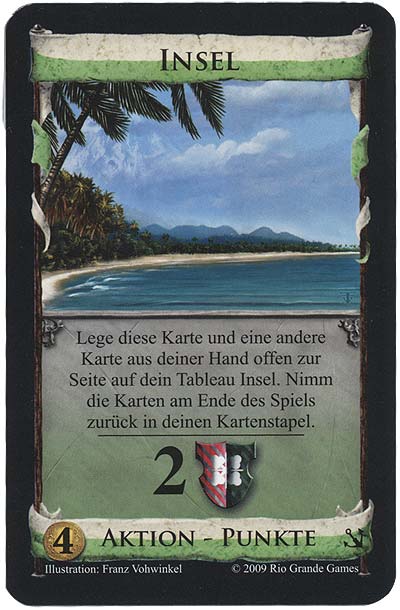 INSEL
Lege diese Karte und eine andere
Karte aus deiner Hand offen zur
Seite auf dein Tableau Insel. Nimm
die Karten am Ende des Spiels
zurück in deinen Kartenstapel.
2
4 AKTION - PUNKTE
Illustration: Franz Vohwinkel © 2009 Rio Grande Games